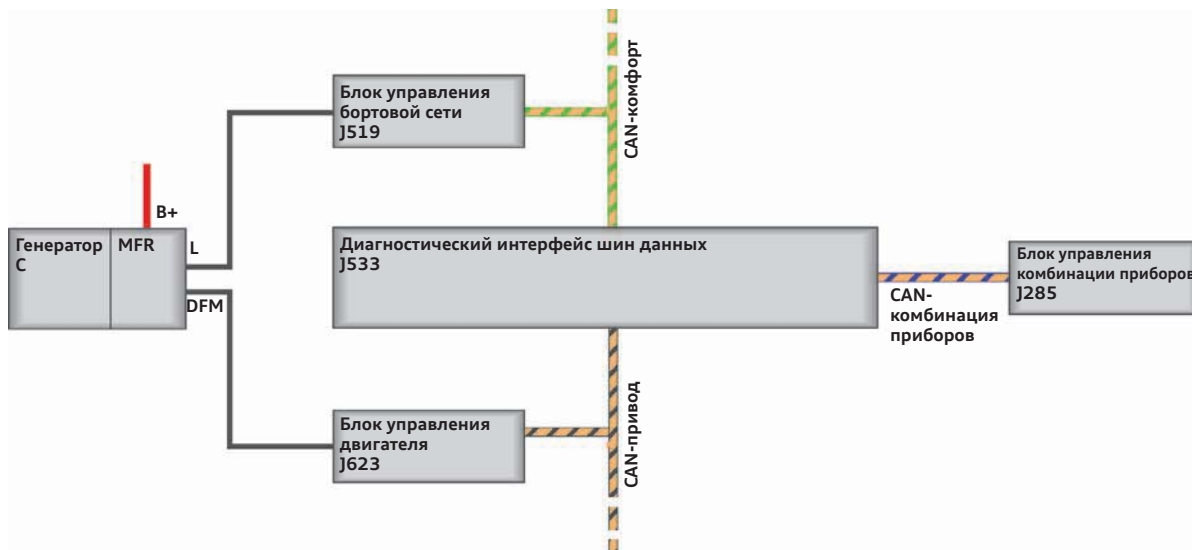 Блок управления
бортовой сети
J519
CAN-комфорт
B+
Генератор
C
MFR
L
DFM
Диагностический интерфейс шин данных
J533
Блок управления
комбинации приборов
J285
CAN-
комбинация
приборов
Блок управления
двигателя
J623
CAN-привод